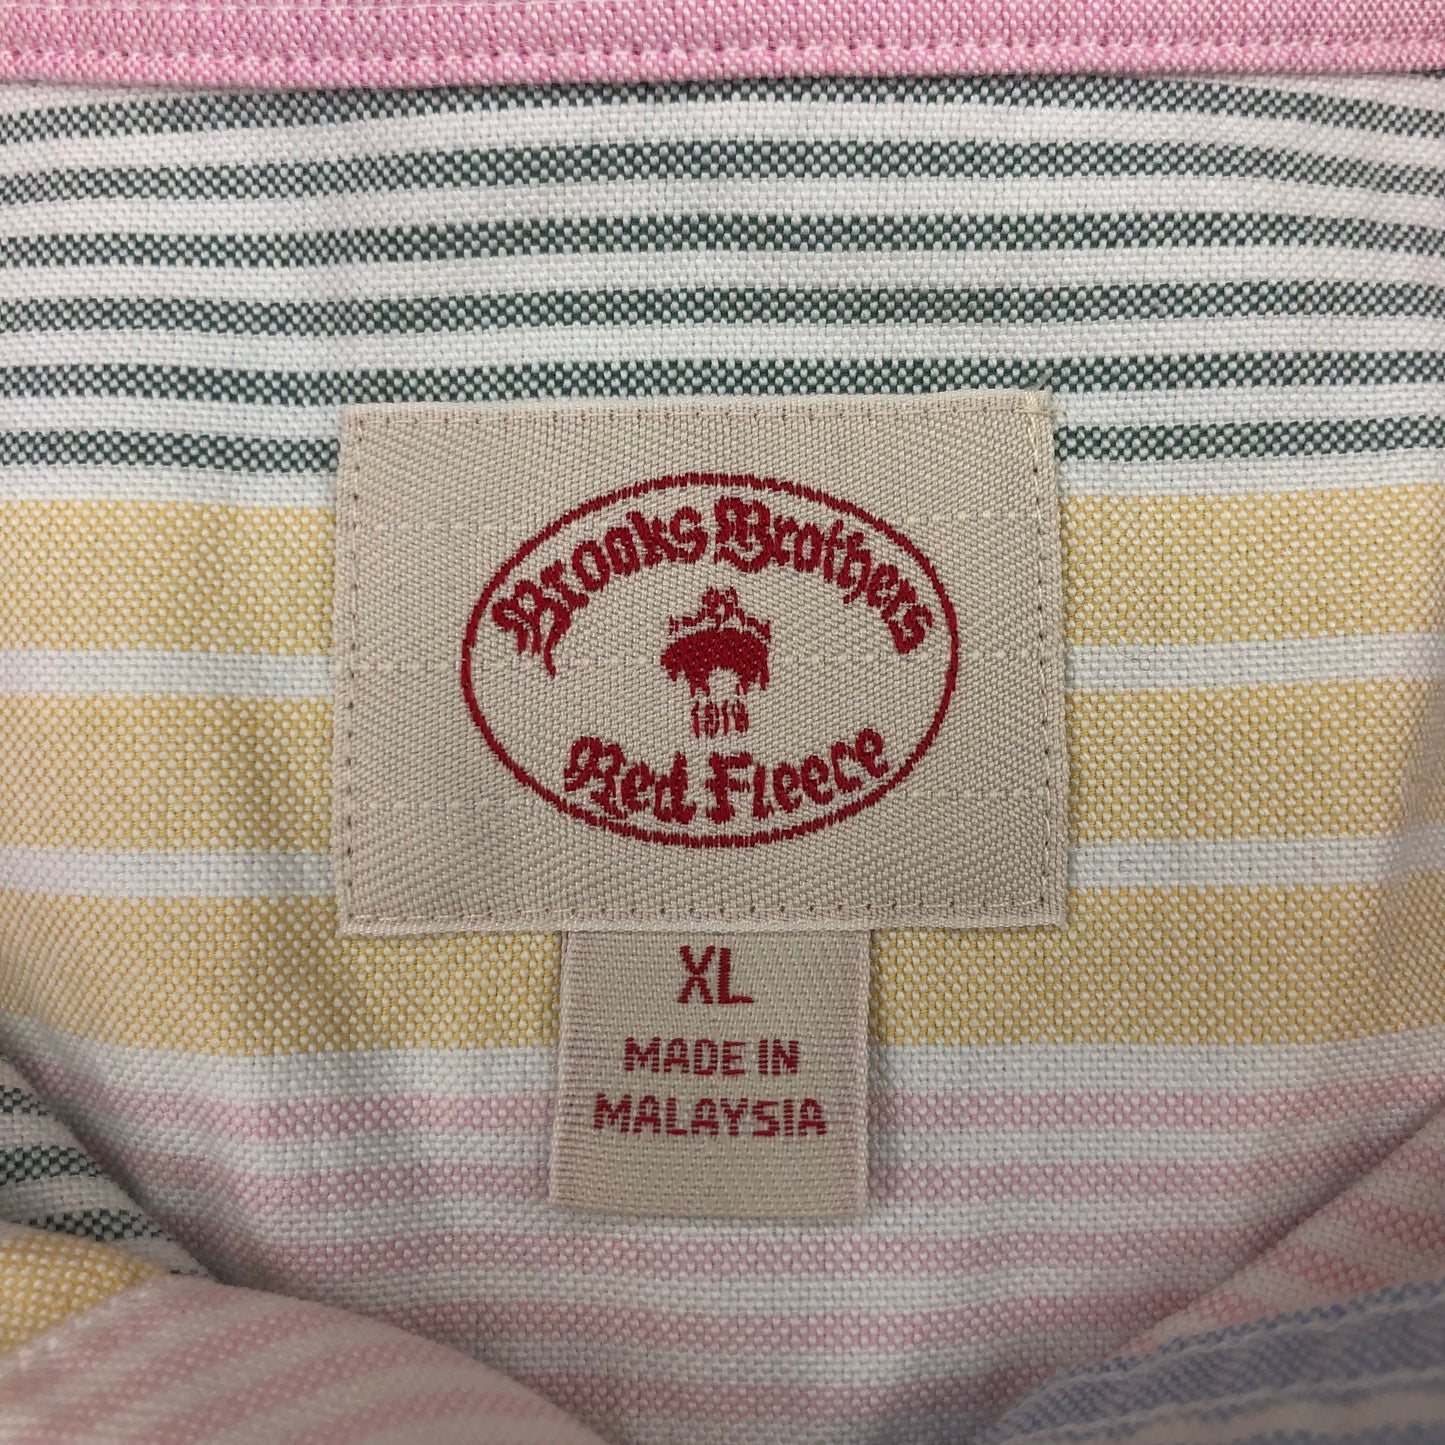 Brooks Brothers
1818
Red Fleece
XL
MADE IN
MALAYSIA